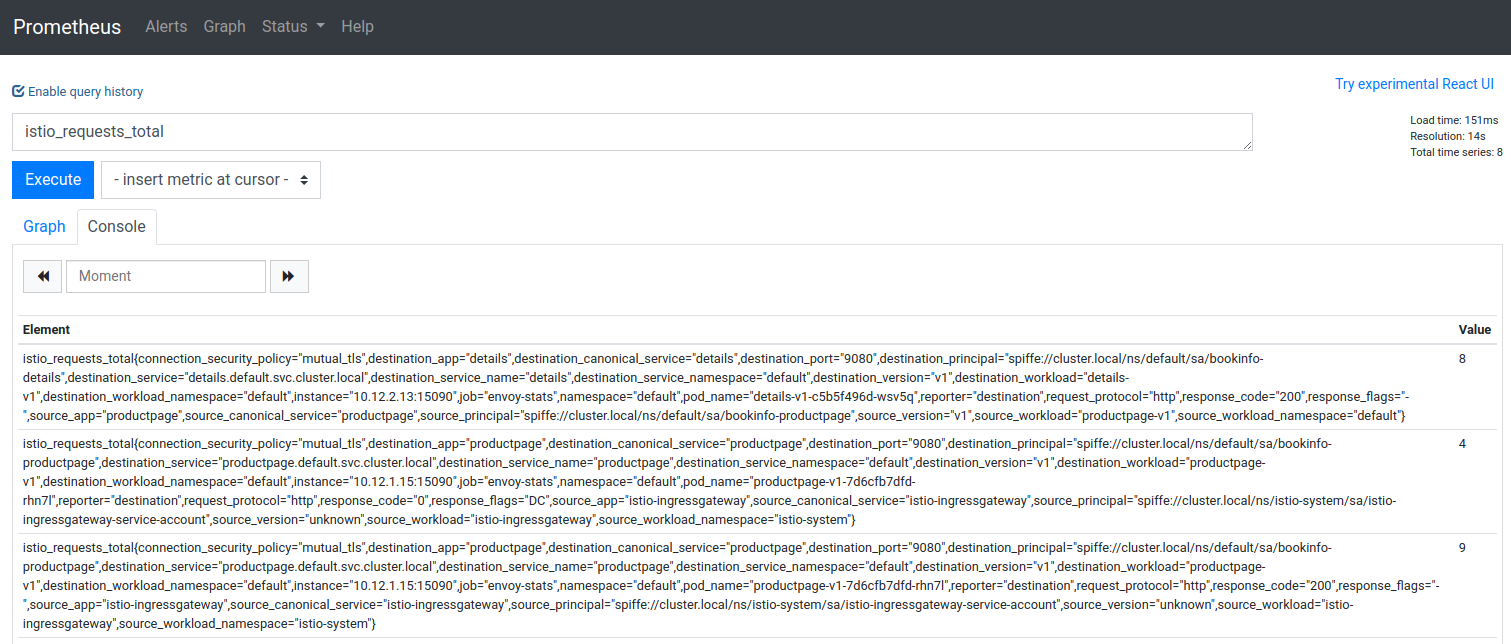 Prometheus Alerts Graph Status Help
Enable query history
Try experimental React UI
istio_requests_total
Load time: 151ms
Resolution: 14s
Total time series: 8
Execute
- insert metric at cursor -
Graph Console
Moment
Element Value
istio_requests_total{connection_security_policy="mutual_tls",destination_app="details",destination_canonical_service="details",destination_port="9080",destination_principal="spiffe://cluster.local/ns/default/sa/bookinfo- 8
details",destination_service="details.default.svc.cluster.local",destination_service_name="details",destination_service_namespace="default",destination_version="v1",destination_workload="details-
v1",destination_workload_namespace="default",instance="10.12.2.13:15090",job="envoy-stats",namespace="default",pod_name="details-v1-c5b5f496d-wsv5q",reporter="destination",request_protocol="http",response_code="200",response_flags="-
",source_app="productpage",source_canonical_service="productpage",source_principal="spiffe://cluster.local/ns/default/sa/bookinfo-productpage",source_version="v1",source_workload="productpage-v1",source_workload_namespace="default"}
istio_requests_total{connection_security_policy="mutual_tls",destination_app="productpage",destination_canonical_service="productpage",destination_port="9080",destination_principal="spiffe://cluster.local/ns/default/sa/bookinfo- 4
productpage",destination_service="productpage.default.svc.cluster.local",destination_service_name="productpage",destination_service_namespace="default",destination_version="v1",destination_workload="productpage-
v1",destination_workload_namespace="default",instance="10.12.1.15:15090",job="envoy-stats",namespace="default",pod_name="productpage-v1-7d6cfb7dfd-
rhn7l",reporter="destination",request_protocol="http",response_code="0",response_flags="DC",source_app="istio-ingressgateway",source_canonical_service="istio-ingressgateway",source_principal="spiffe://cluster.local/ns/istio-system/sa/istio-
ingressgateway-service-account",source_version="unknown",source_workload="istio-ingressgateway",source_workload_namespace="istio-system"}
istio_requests_total{connection_security_policy="mutual_tls",destination_app="productpage",destination_canonical_service="productpage",destination_port="9080",destination_principal="spiffe://cluster.local/ns/default/sa/bookinfo- 9
productpage",destination_service="productpage.default.svc.cluster.local",destination_service_name="productpage",destination_service_namespace="default",destination_version="v1",destination_workload="productpage-
v1",destination_workload_namespace="default",instance="10.12.1.15:15090",job="envoy-stats",namespace="default",pod_name="productpage-v1-7d6cfb7dfd-rhn7l",reporter="destination",request_protocol="http",response_code="200",response_flags="-
",source_app="istio-ingressgateway",source_canonical_service="istio-ingressgateway",source_principal="spiffe://cluster.local/ns/istio-system/sa/istio-ingressgateway-service-account",source_version="unknown",source_workload="istio-
ingressgateway",source_workload_namespace="istio-system"}